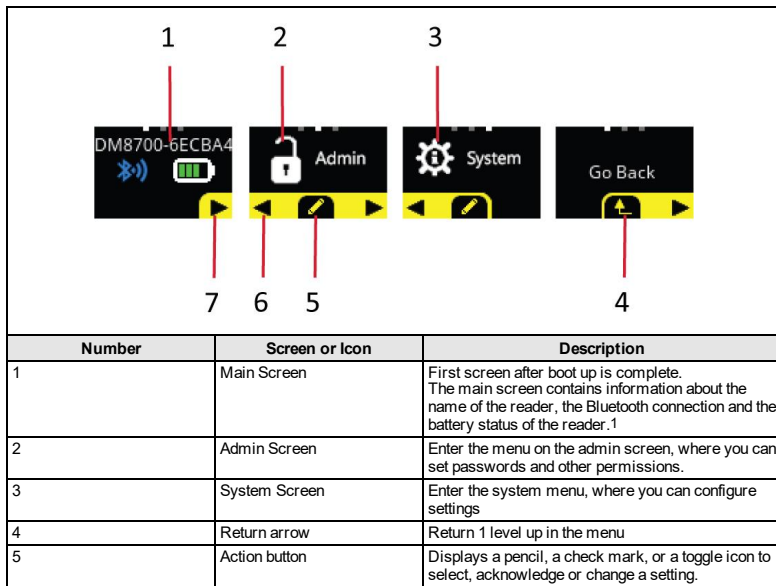 1 2 3
DM8700-6ECBA4
Admin
System
Go Back
7 6 5 4
Number Screen or Icon Description
1 Main Screen First screen after boot up is complete.
The main screen contains information about the
name of the reader, the Bluetooth connection and the
battery status of the reader.1
2 Admin Screen Enter the menu on the admin screen, where you can
set passwords and other permissions.
3 System Screen Enter the system menu, where you can configure
settings
4 Return arrow Return 1 level up in the menu
5 Action button Displays a pencil, a check mark, or a toggle icon to
select, acknowledge or change a setting.